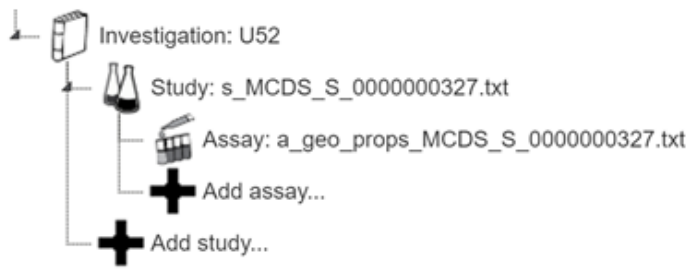 Investigation: U52
Study: s_MCDS_S_0000000327.txt
Assay: a_geo_props_MCDS_S_0000000327.txt
Add assay...
Add study...